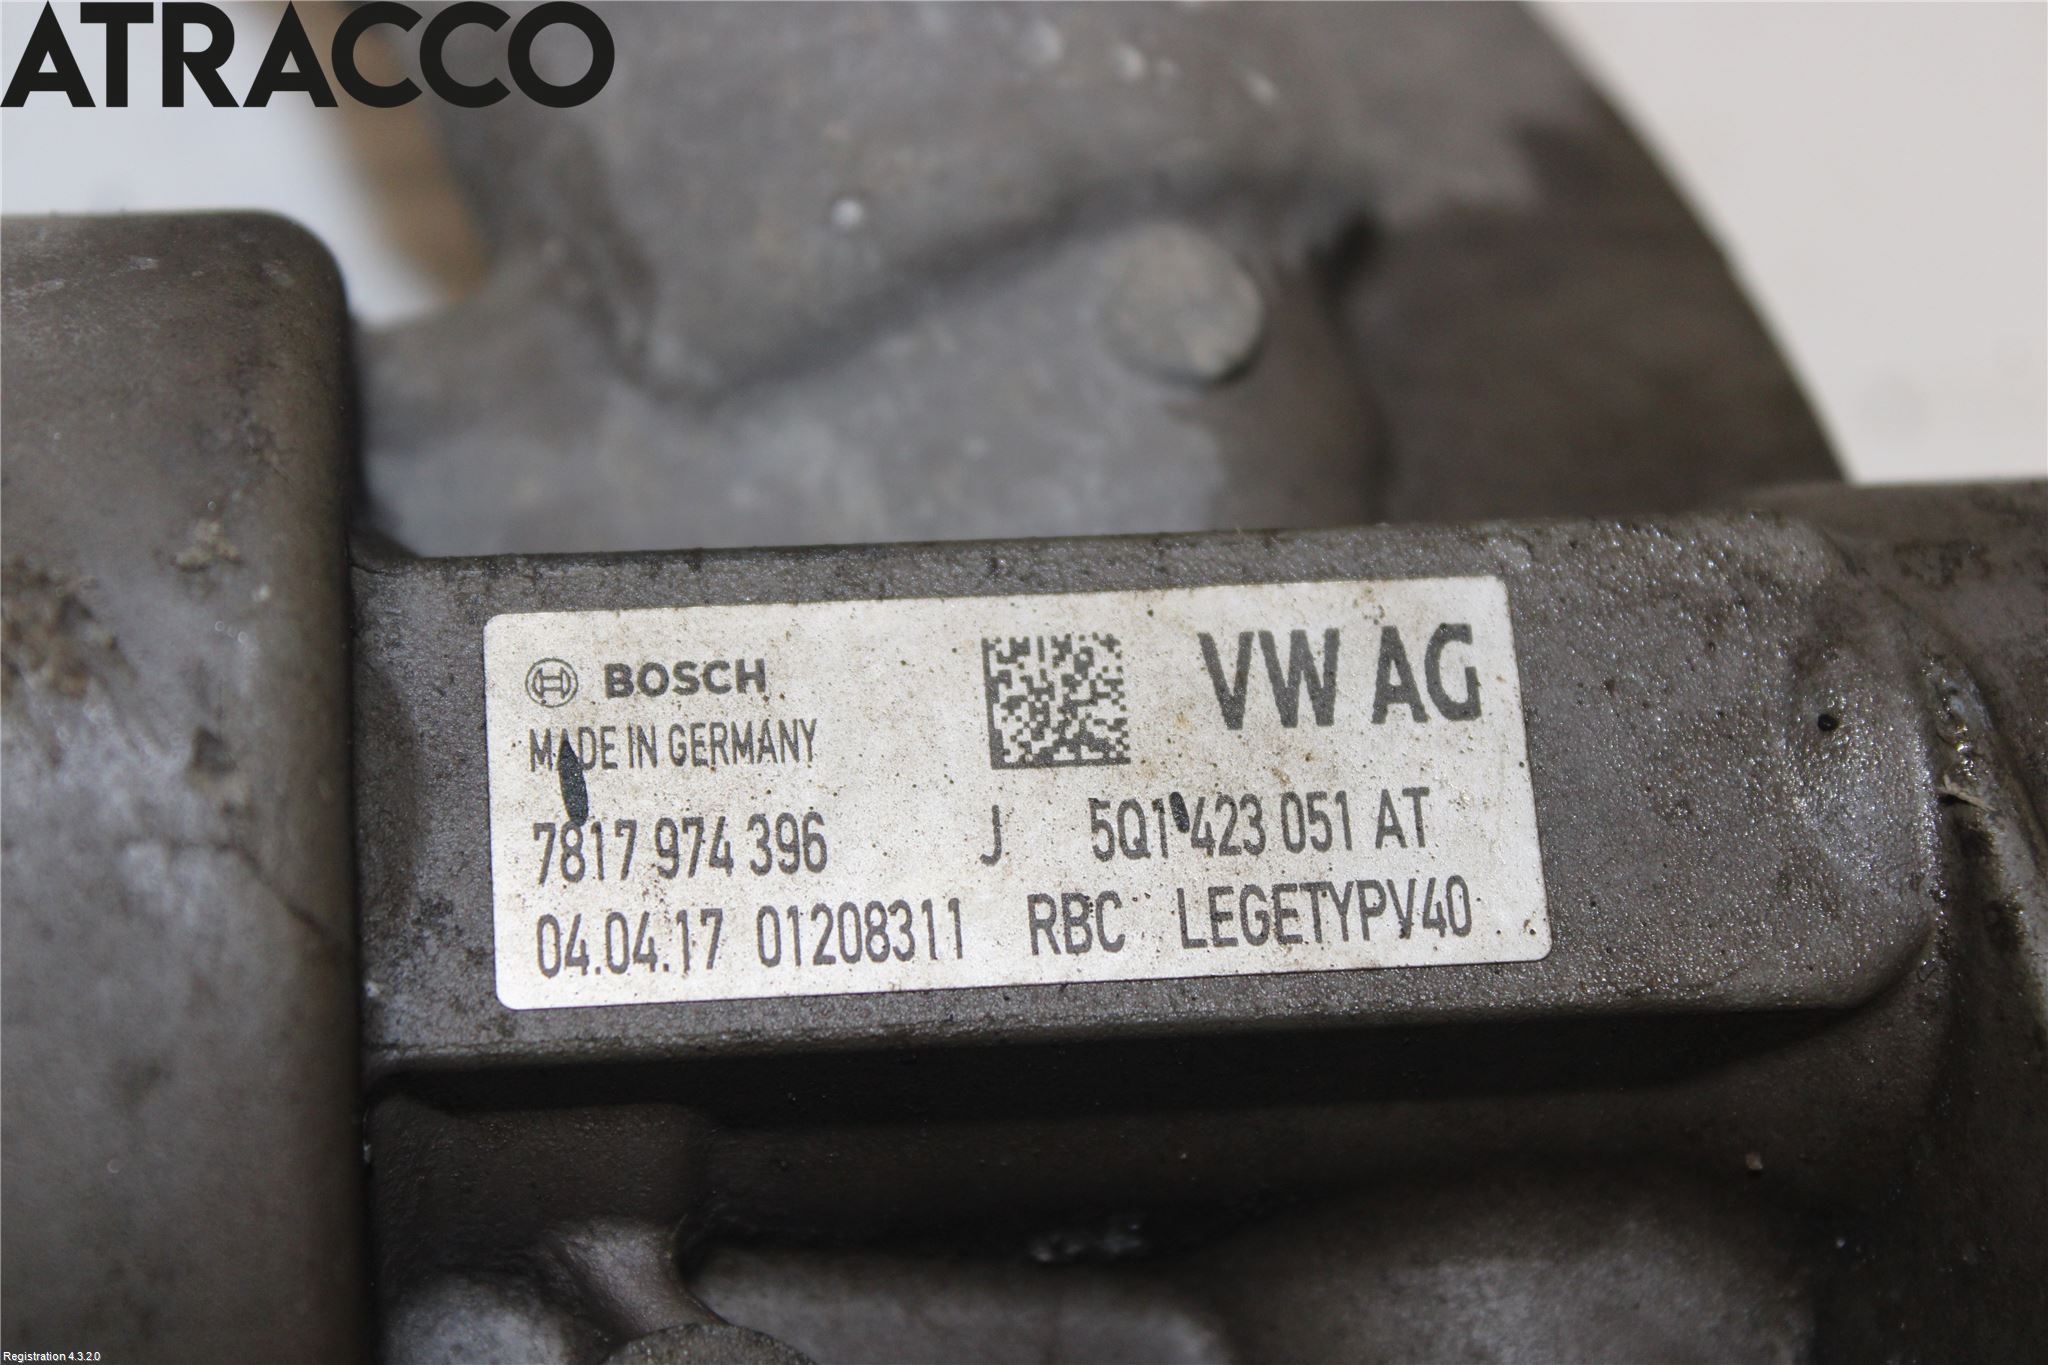 ATRACCO
BOSCH
VW AG
MADE IN GERMANY
7817 974 396 J 5Q1 423 051 AT
04.04.17 01208311 RBC LEGETYPV40
Registration 4.3.2.0